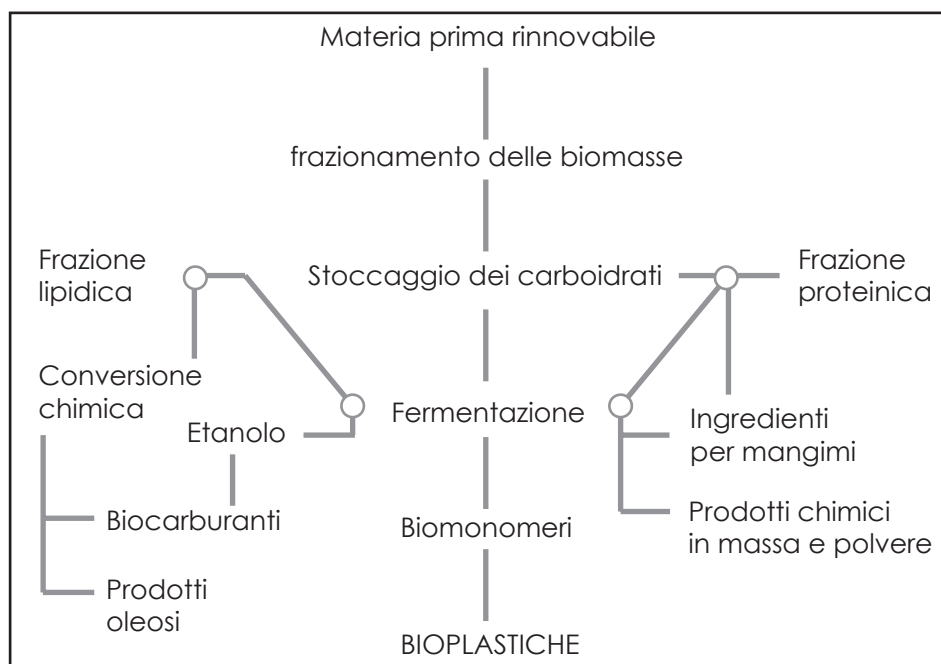 Materia prima rinnovabile
frazionamento delle biomasse
Frazione
lipidica
Stoccaggio dei carboidrati
Frazione
proteinica
Conversione
chimica
Etanolo
Fermentazione
Ingredienti
per mangimi
Biocarburanti
Biomonomeri
Prodotti chimici
in massa e polvere
Prodotti
oleosi
BIOPLASTICHE